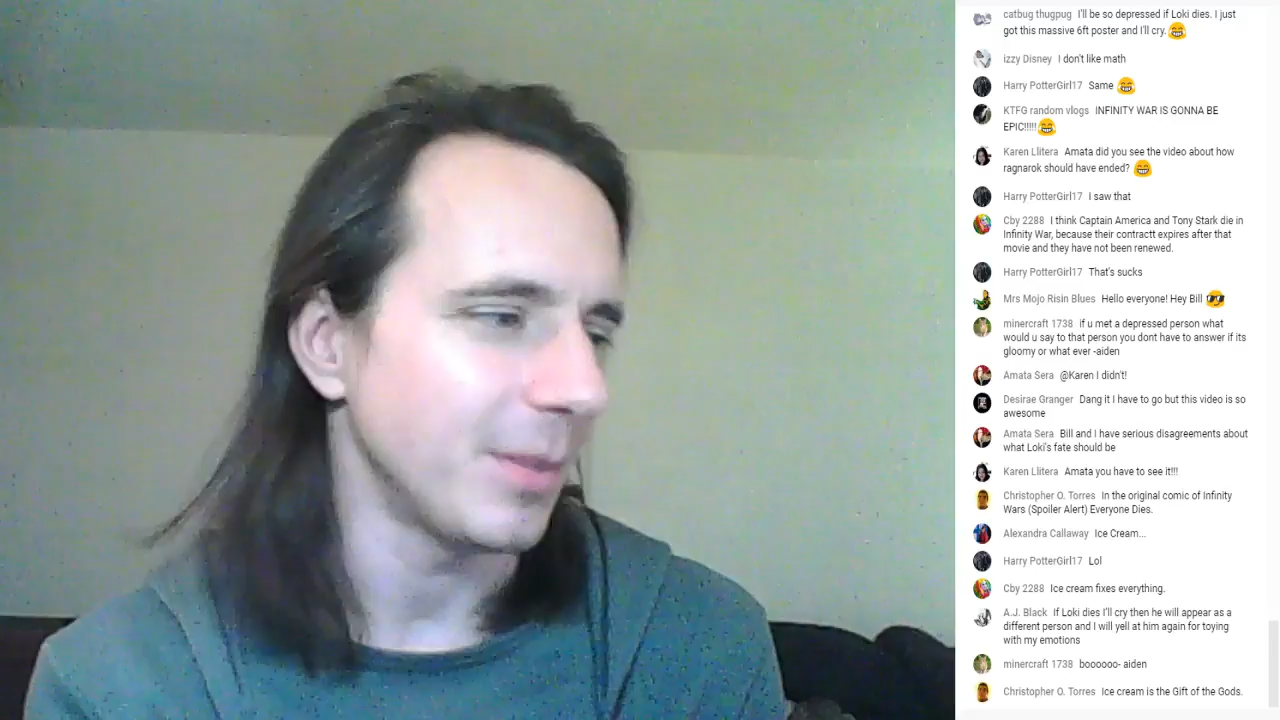 catbug thugpug I'll be so depressed if Loki dies. I just
got this massive 6ft poster and I'll cry. 😂
izzy Disney I don't like math
Harry PotterGirl17 Same 😂
KTFG random vlogs INFINITY WAR IS GONNA BE
EPIC!!!!! 😂
Karen Llitera Amata did you see the video about how
ragnarok should have ended? 😁
Harry PotterGirl17 I saw that
Cby 2288 I think Captain America and Tony Stark die in
Infinity War, because their contractt expires after that
movie and they have not been renewed.
Harry PotterGirl17 That's sucks
Mrs Mojo Risin Blues Hello everyone! Hey Bill 😎
minercraft 1738 if u met a depressed person what
would u say to that person you dont have to answer if its
gloomy or what ever -aiden
Amata Sera @Karen I didn't!
Desirae Granger Dang it I have to go but this video is so
awesome
Amata Sera Bill and I have serious disagreements about
what Loki's fate should be
Karen Llitera Amata you have to see it!!!
Christopher O. Torres In the original comic of Infinity
Wars (Spoiler Alert) Everyone Dies.
Alexandra Callaway Ice Cream...
Harry PotterGirl17 Lol
Cby 2288 Ice cream fixes everything.
A.J. Black If Loki dies I'll cry then he will appear as a
different person and I will yell at him again for toying
with my emotions
minercraft 1738 boooooo- aiden
Christopher O. Torres Ice cream is the Gift of the Gods.